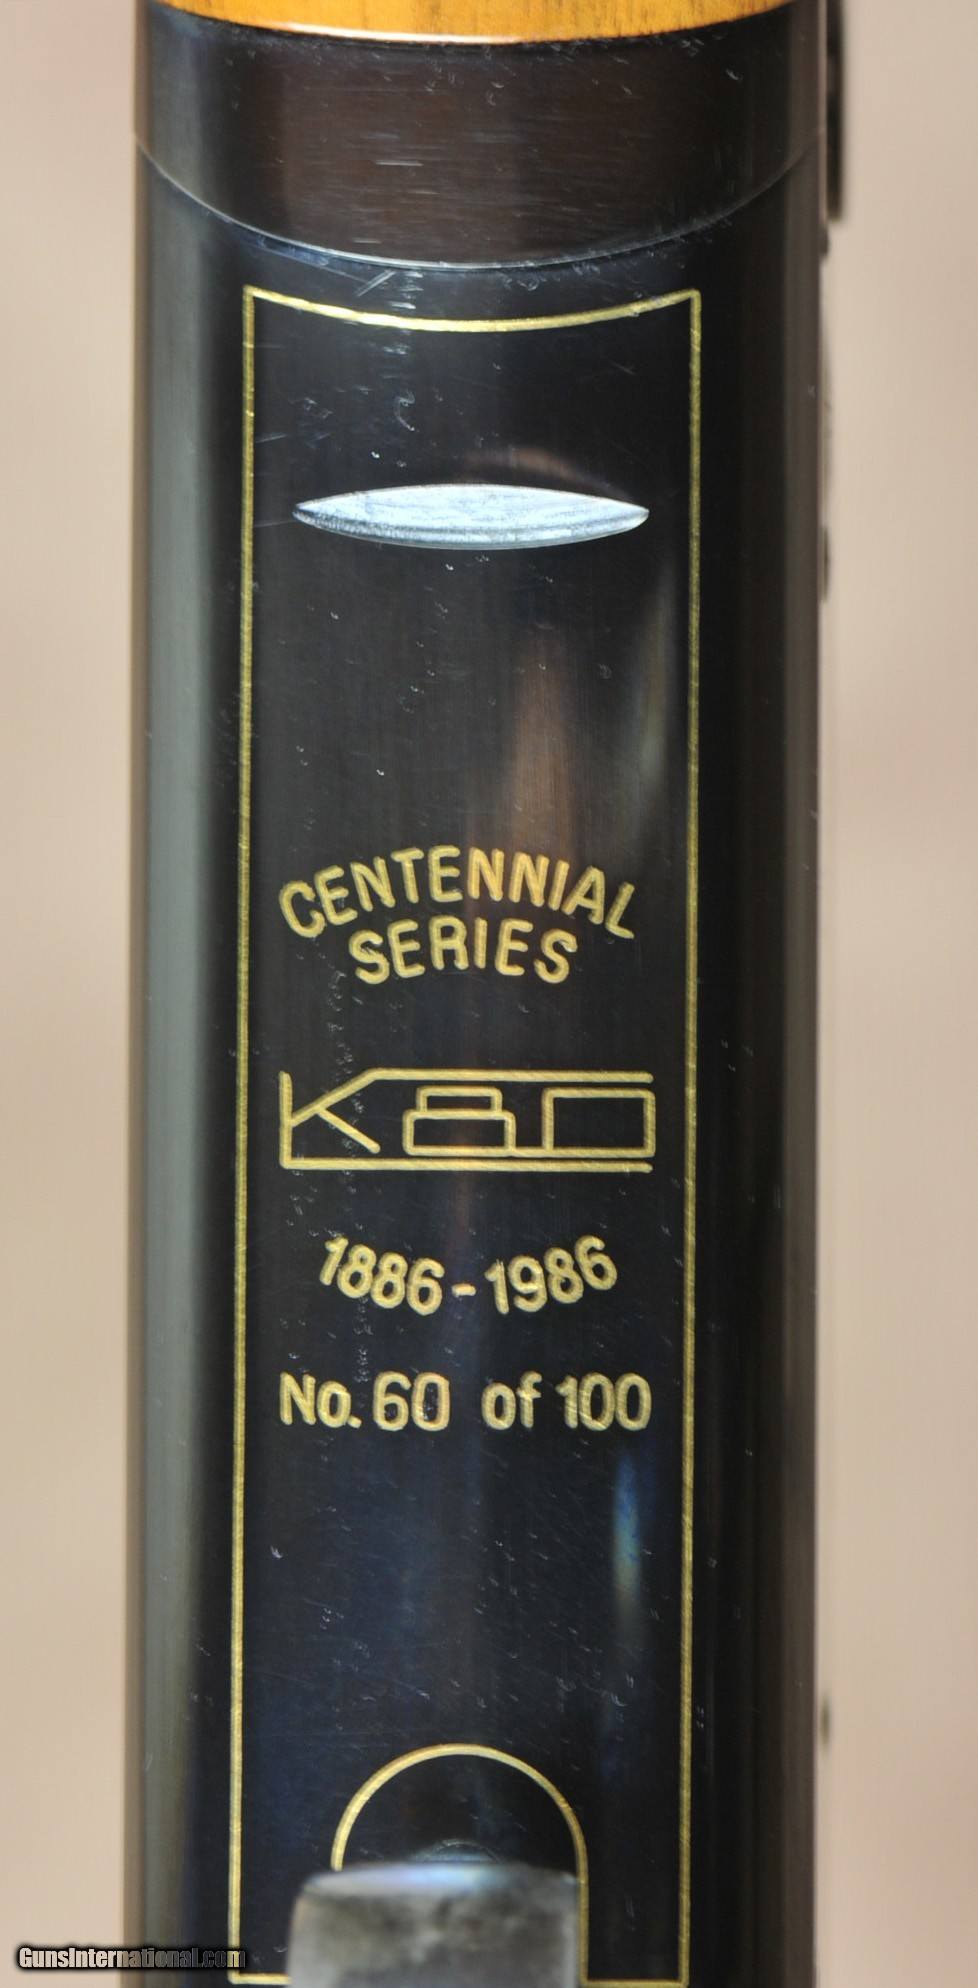 CENTENNIAL
SERIES
K80
1886-1986
No. 60 of 100
GunsInternational.com